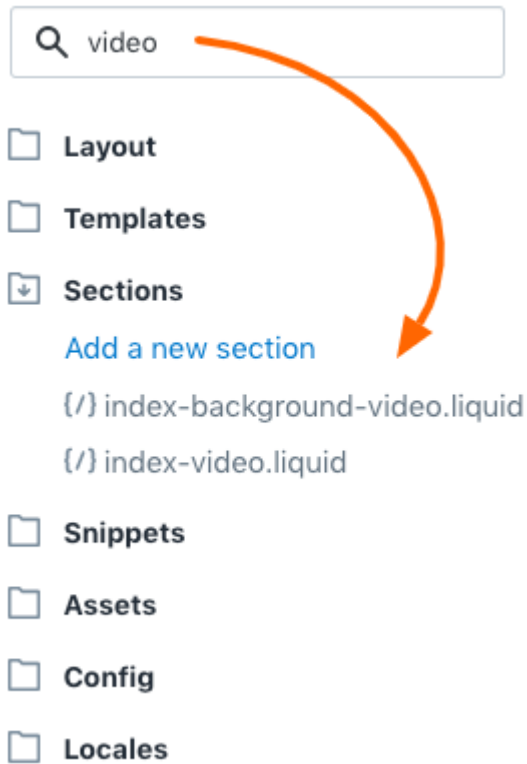 video
Layout
Templates
Sections
Add a new section
{/} index-background-video.liquid
{/} index-video.liquid
Snippets
Assets
Config
Locales